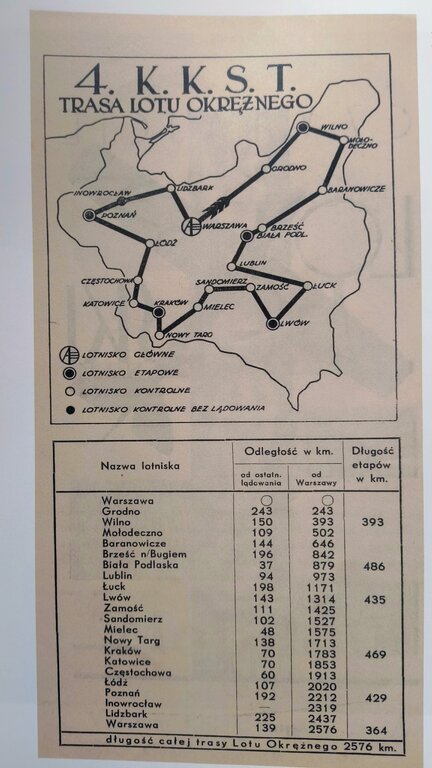 4. K. K. S. T.
TRASA LOTU OKRĘŻNEGO
WILNO
MOŁO-
DECZNO
GRODNO
LIDZBARK
INOWROCŁAW
BARANOWICZE
POZNAŃ
WARSZAWA
BRZEŚĆ
BIAŁA PODL.
ŁÓDŹ
LUBLIN
CZĘSTOCHOWA
SANDOMIERZ
ZAMOŚĆ
ŁUCK
KATOWICE
KRAKÓW
MIELEC
LWÓW
NOWY TARG
LOTNISKO GŁÓWNE
LOTNISKO ETAPOWE
LOTNISKO KONTROLNE
LOTNISKO KONTROLNE BEZ LĄDOWANIA
Nazwa lotniska
Odległość w km.
od ostatn. lądowania
od Warszawy
Długość etapów w km.
Warszawa ○ ○
Grodno 243 243
Wilno 150 393 393
Mołodeczno 109 502
Baranowicze 144 646
Brześć n/Bugiem 196 842
Biała Podlaska 37 879 486
Lublin 94 973
Łuck 198 1171
Lwów 143 1314 435
Zamość 111 1425
Sandomierz 102 1527
Mielec 48 1575
Nowy Targ 138 1713
Kraków 70 1783 469
Katowice 70 1853
Częstochowa 60 1913
Łódź 107 2020
Poznań 192 2212 429
Inowrocław — 2319
Lidzbark 225 2437
Warszawa 139 2576 364
długość całej trasy Lotu Okrężnego 2576 km.